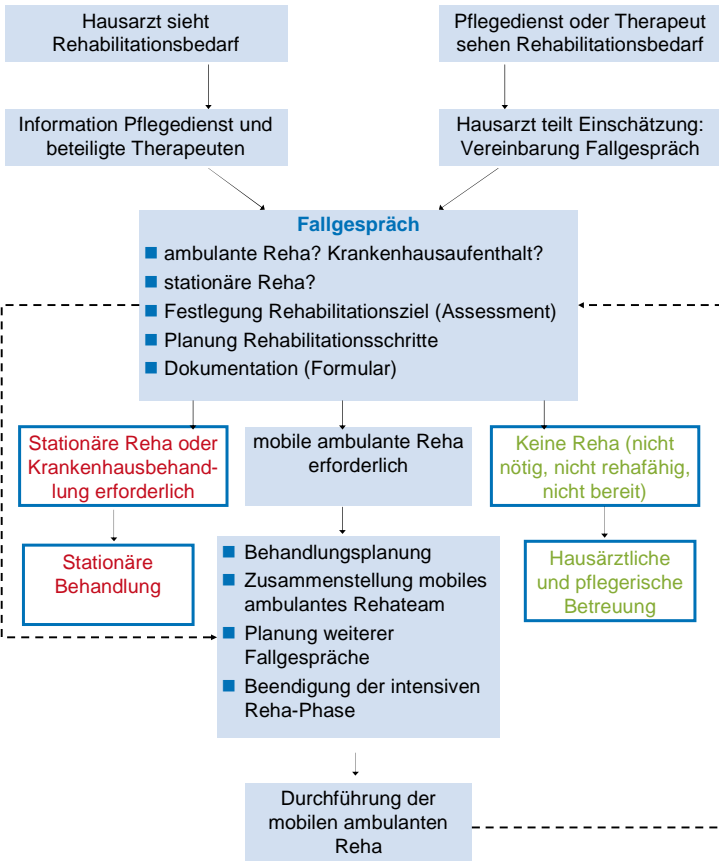 Hausarzt sieht
Rehabilitationsbedarf
Pflegedienst oder Therapeut
sehen Rehabilitationsbedarf
Information Pflegedienst und
beteiligte Therapeuten
Hausarzt teilt Einschätzung:
Vereinbarung Fallgespräch
Fallgespräch
ambulante Reha? Krankenhausaufenthalt?
stationäre Reha?
Festlegung Rehabilitationsziel (Assessment)
Planung Rehabilitationsschritte
Dokumentation (Formular)
Stationäre Reha oder
Krankenhausbehand-
lung erforderlich
mobile ambulante Reha
erforderlich
Keine Reha (nicht
nötig, nicht rehafähig,
nicht bereit)
Stationäre
Behandlung
Behandlungsplanung
Zusammenstellung mobiles
ambulantes Rehateam
Planung weiterer
Fallgespräche
Beendigung der intensiven
Reha-Phase
Hausärztliche
und pflegerische
Betreuung
Durchführung der
mobilen ambulanten
Reha